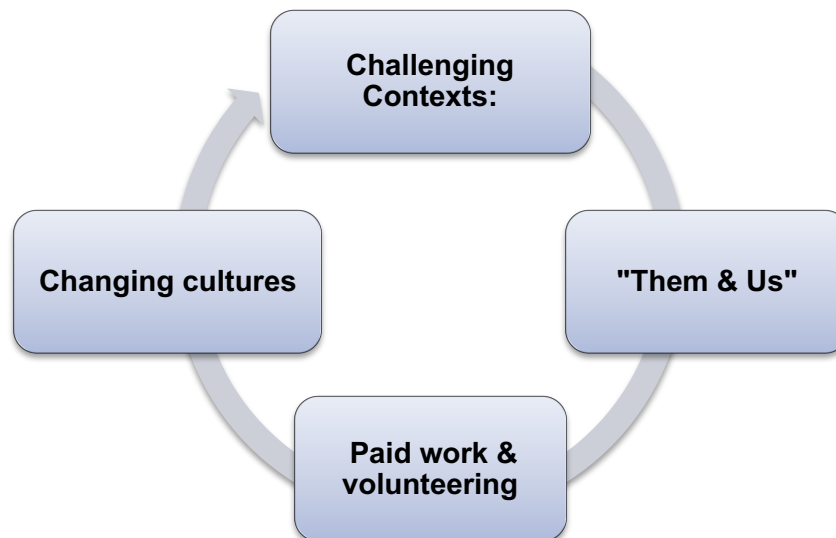 Challenging
Contexts:
"Them & Us"
Paid work &
volunteering
Changing cultures